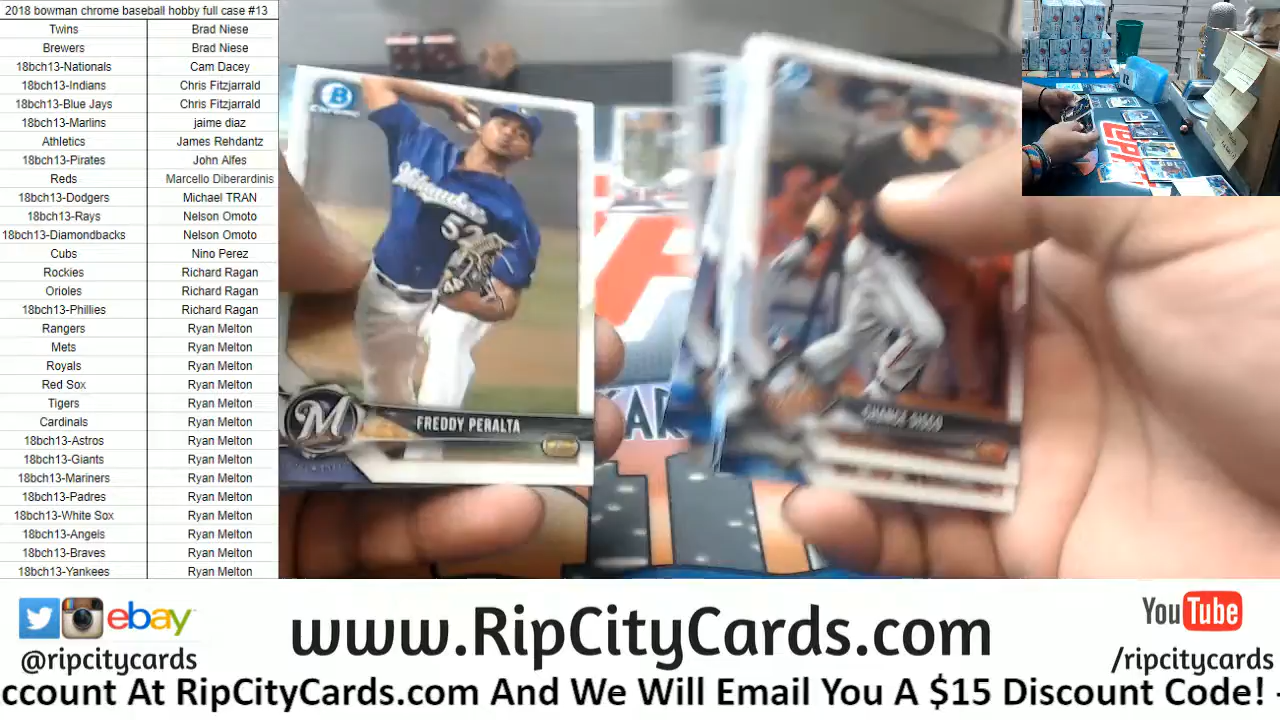 2018 bowman chrome baseball hobby full case #13
Twins Brad Niese
Brewers Brad Niese
18bch13-Nationals Cam Dacey
18bch13-Indians Chris Fitzjarrald
18bch13-Blue Jays Chris Fitzjarrald
18bch13-Marlins jaime diaz
Athletics James Rehdantz
18bch13-Pirates John Alfes
Reds Marcello Diberardinis
18bch13-Dodgers Michael TRAN
18bch13-Rays Nelson Omoto
18bch13-Diamondbacks Nelson Omoto
Cubs Nino Perez
Rockies Richard Ragan
Orioles Richard Ragan
18bch13-Phillies Richard Ragan
Rangers Ryan Melton
Mets Ryan Melton
Royals Ryan Melton
Red Sox Ryan Melton
Tigers Ryan Melton
Cardinals Ryan Melton
18bch13-Astros Ryan Melton
18bch13-Giants Ryan Melton
18bch13-Mariners Ryan Melton
18bch13-Padres Ryan Melton
18bch13-White Sox Ryan Melton
18bch13-Angels Ryan Melton
18bch13-Braves Ryan Melton
18bch13-Yankees Ryan Melton
B
CHROME
52
M
FREDDY PERALTA
CHANCE SISCO
ebay
@ripcitycards
www.RipCityCards.com
YouTube
/ripcitycards
ccount At RipCityCards.com And We Will Email You A $15 Discount Code! -